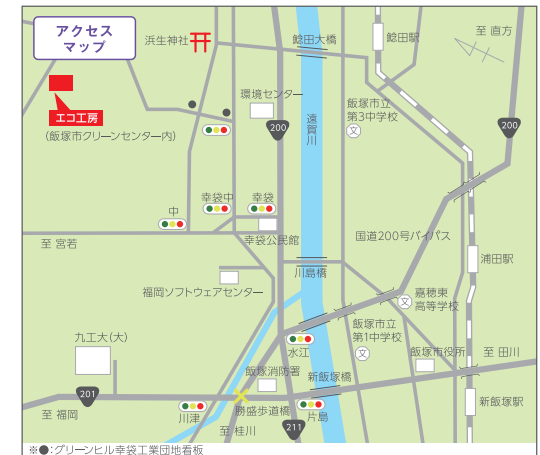 アクセス
マップ
浜生神社
鯰田大橋
鯰田駅
至 直方
環境センター
エコ工房
(飯塚市グリーンセンター内)
200
遠賀川
飯塚市立
第3中学校
文
200
中
幸袋中
幸袋
至 宮若
幸袋公民館
国道200号バイパス
浦田駅
川島橋
福岡ソフトウェアセンター
文
嘉穂東
高等学校
九工大(大)
水江
飯塚市立
第1中学校
文
飯塚市役所
至 田川
飯塚消防署
新飯塚橋
201
至 福岡
川津
勝盛歩道橋
片島
新飯塚駅
至 桂川
211
※●:グリーンヒル幸袋工業団地看板